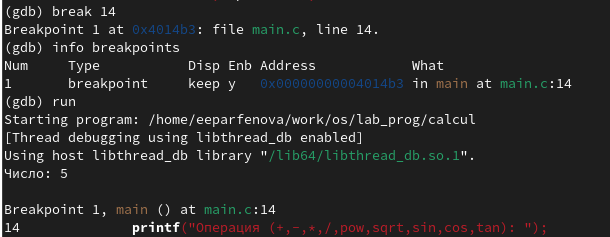 (gdb) break 14
Breakpoint 1 at 0x4014b3: file main.c, line 14.
(gdb) info breakpoints
Num     Type           Disp Enb Address            What
1       breakpoint     keep y   0x00000000004014b3 in main at main.c:14
(gdb) run
Starting program: /home/eeparfenova/work/os/lab_prog/calcul
[Thread debugging using libthread_db enabled]
Using host libthread_db library "/lib64/libthread_db.so.1".
Число: 5
Breakpoint 1, main () at main.c:14
14              printf("Операция (+,-,*,/,pow,sqrt,sin,cos,tan): ");